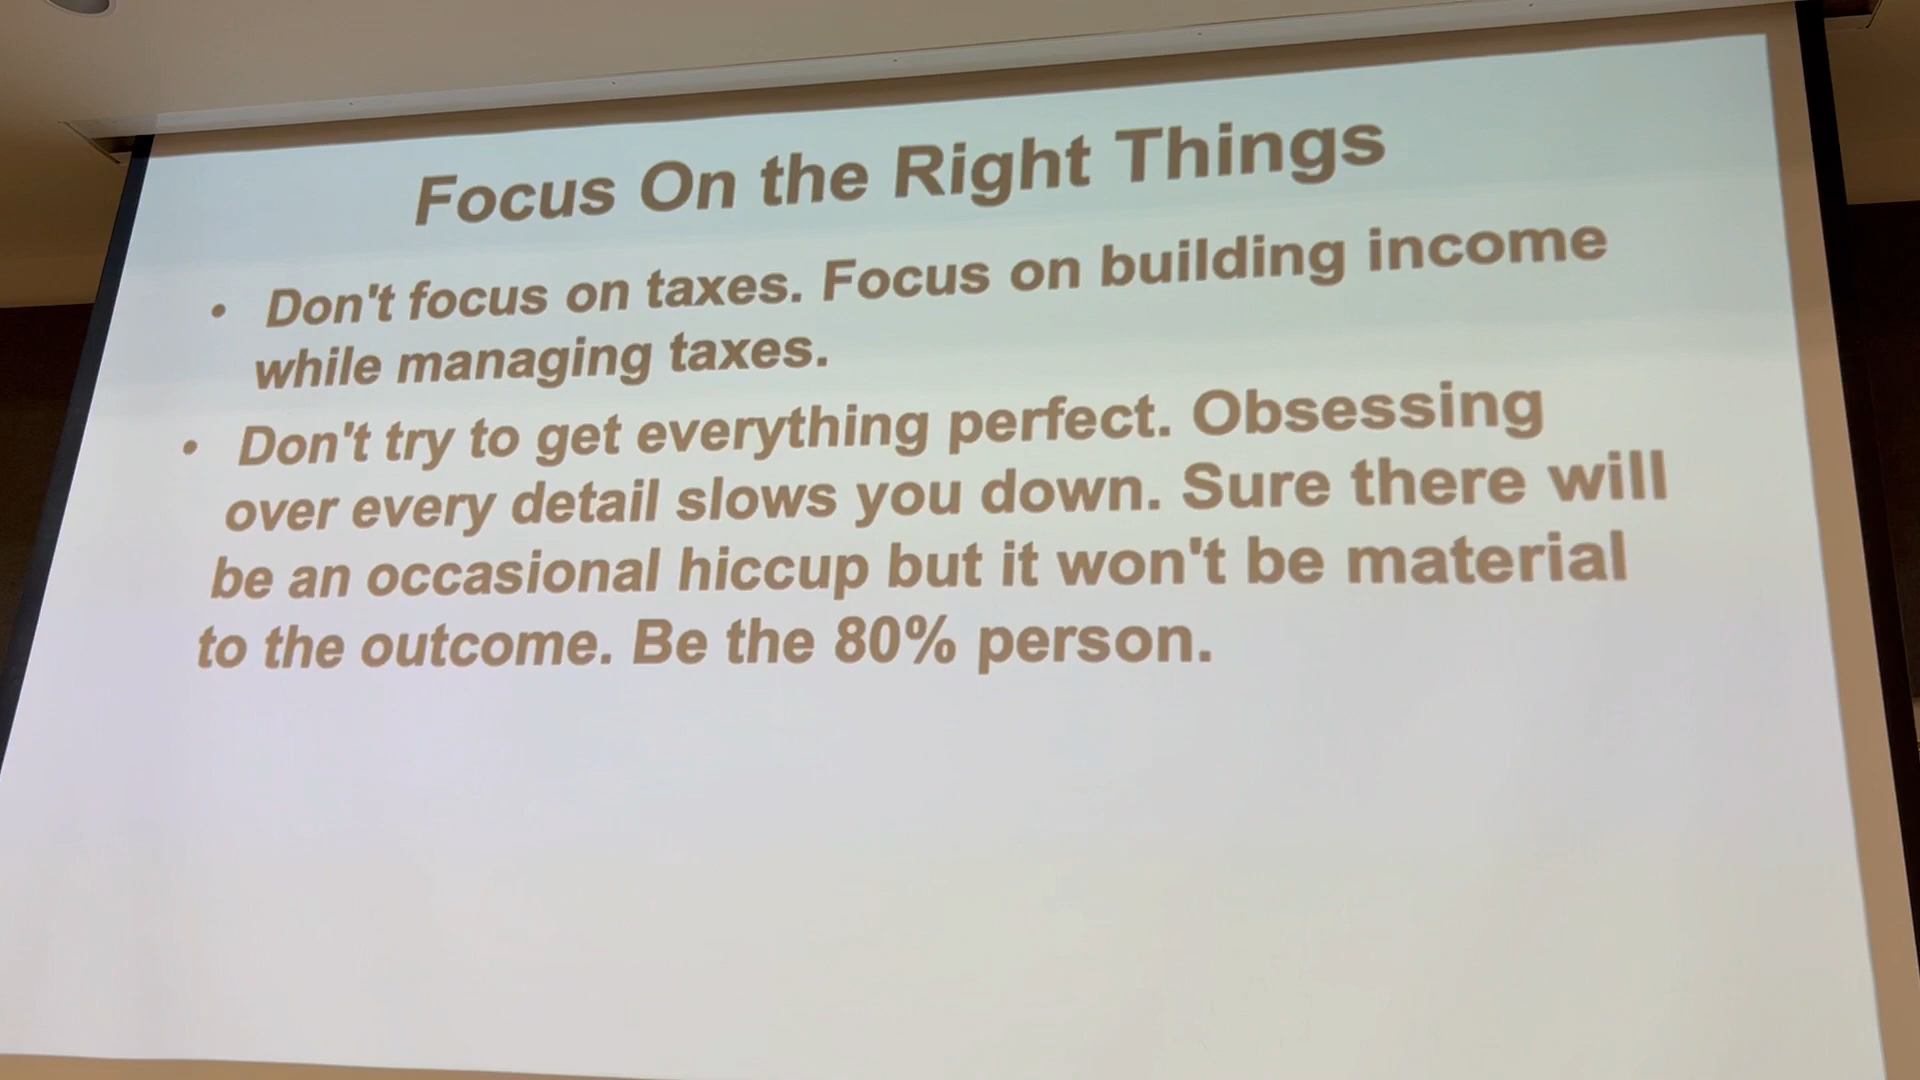 Focus On the Right Things
• Don't focus on taxes. Focus on building income
while managing taxes.
• Don't try to get everything perfect. Obsessing
over every detail slows you down. Sure there will
be an occasional hiccup but it won't be material
to the outcome. Be the 80% person.